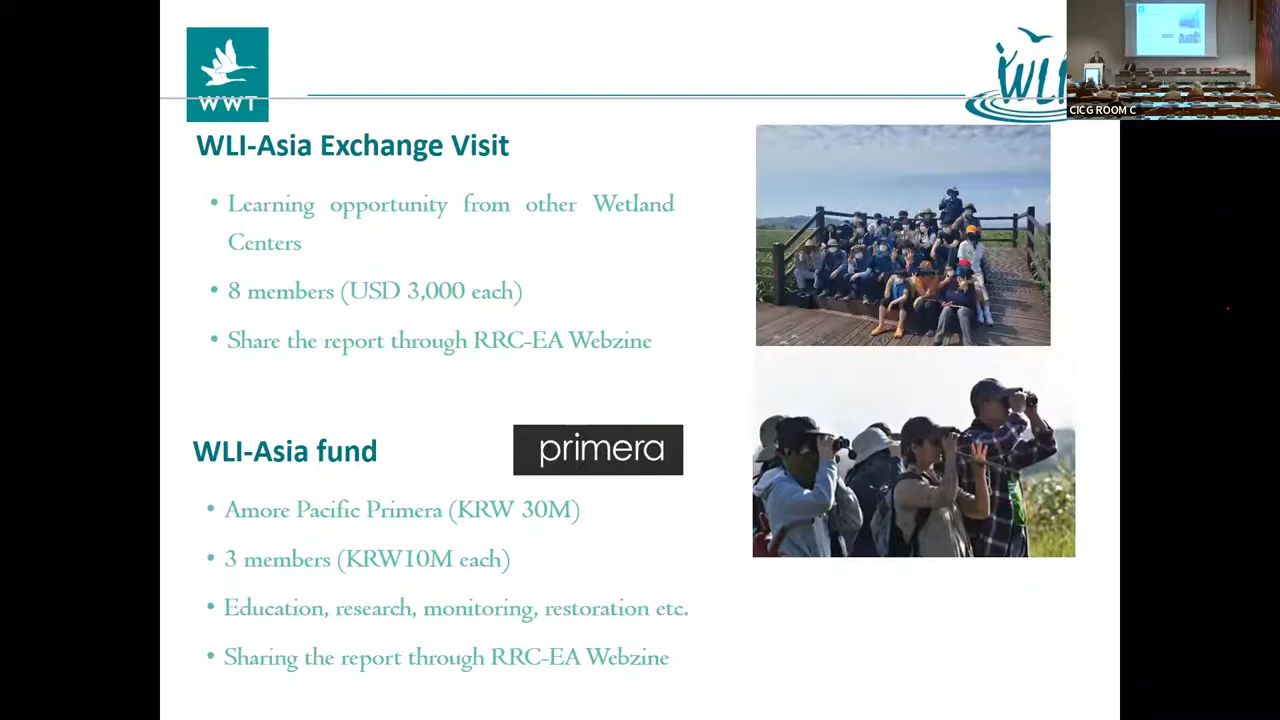 WWT
WLI
CICG ROOM C
WLI-Asia Exchange Visit
• Learning opportunity from other Wetland
Centers
• 8 members (USD 3,000 each)
• Share the report through RRC-EA Webzine
WLI-Asia fund
primera
• Amore Pacific Primera (KRW 30M)
• 3 members (KRW10M each)
• Education, research, monitoring, restoration etc.
• Sharing the report through RRC-EA Webzine